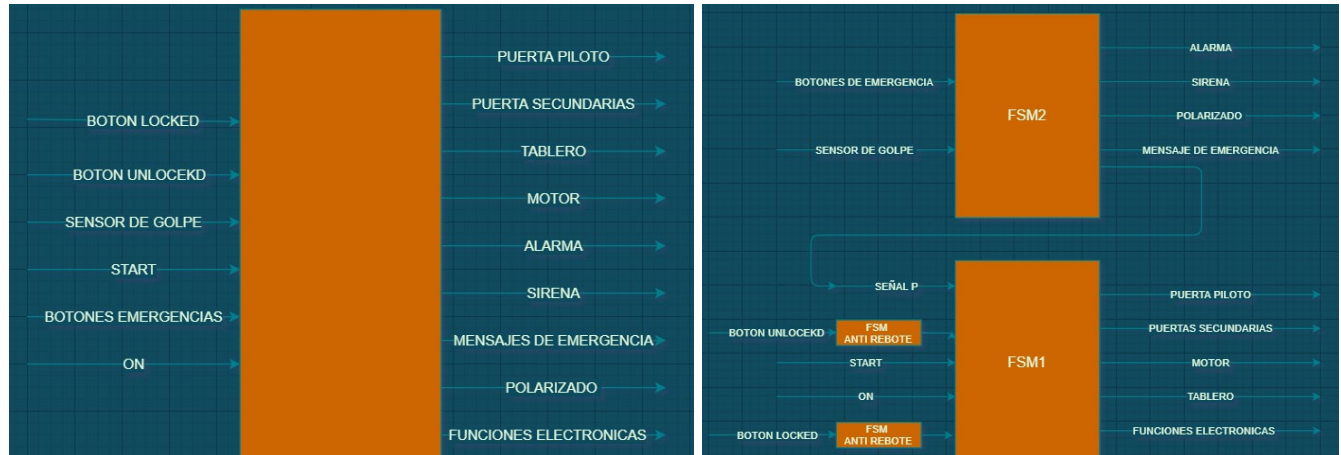 BOTON LOCKED
BOTON UNLOCEKD
SENSOR DE GOLPE
START
BOTONES EMERGENCIAS
ON
PUERTA PILOTO
PUERTA SECUNDARIAS
TABLERO
MOTOR
ALARMA
SIRENA
MENSAJES DE EMERGENCIA
POLARIZADO
FUNCIONES ELECTRONICAS
BOTONES DE EMERGENCIA
SENSOR DE GOLPE
FSM2
ALARMA
SIRENA
POLARIZADO
MENSAJE DE EMERGENCIA
SEÑAL P
BOTON UNLOCEKD
FSM
ANTI REBOTE
START
ON
BOTON LOCKED
FSM
ANTI REBOTE
FSM1
PUERTA PILOTO
PUERTAS SECUNDARIAS
MOTOR
TABLERO
FUNCIONES ELECTRONICAS